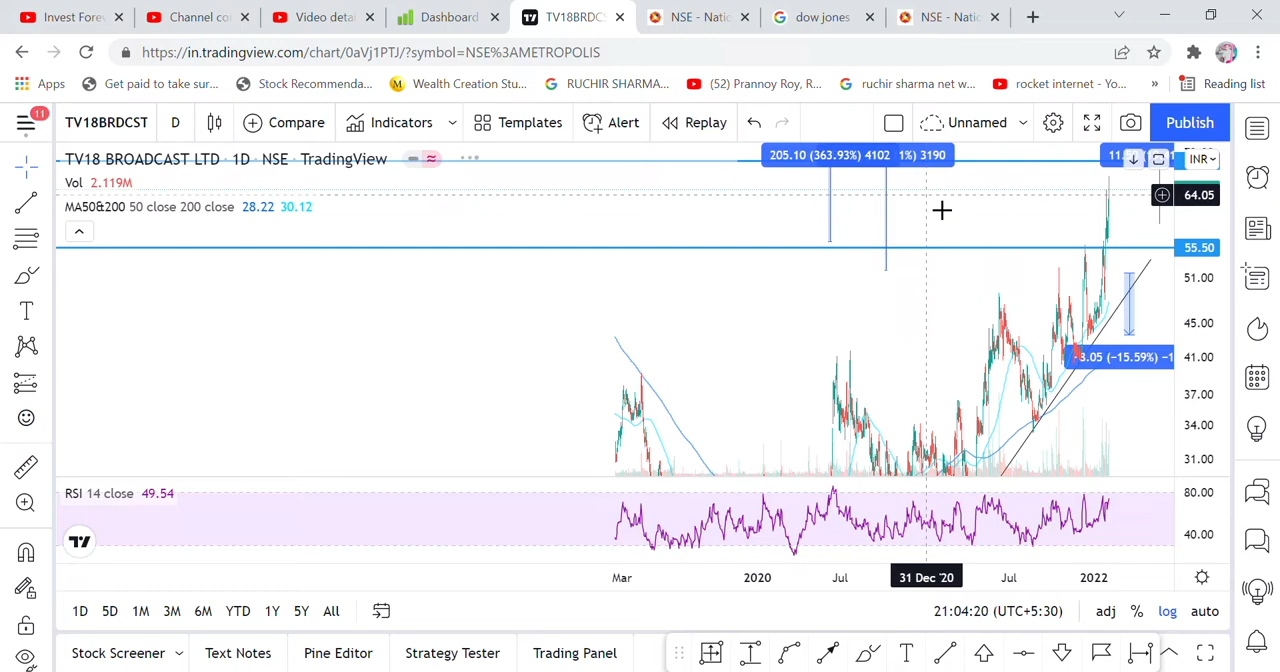 Invest Fore
Channel co
Video detai
Dashboard
TV18BRDCS
NSE - Natio
dow jones
NSE - Natio
https://in.tradingview.com/chart/0aVj1PTJ/?symbol=NSE%3AMETROPOLIS
Apps
Get paid to take sur...
Stock Recommenda...
Wealth Creation Stu...
RUCHIR SHARMA...
(52) Prannoy Roy, R...
ruchir sharma net w...
rocket internet - Yo...
»
Reading list
11
TV18BRDCST
D
Compare
Indicators
Templates
Alert
Replay
Unnamed
Publish
TV18 BROADCAST LTD · 1D · NSE · TradingView
205.10 (363.93%) 4102
1%) 3190
INR
Vol 2.119M
MA50&200 50 close 200 close 28.22 30.12
64.05
55.50
51.00
45.00
41.00
37.00
34.00
31.00
(−15.59%) −1
RSI 14 close 49.54
80.00
40.00
Mar
2020
Jul
31 Dec '20
Jul
2022
1D
5D
1M
3M
6M
YTD
1Y
5Y
All
21:04:20 (UTC+5:30)
adj
%
log
auto
Stock Screener
Text Notes
Pine Editor
Strategy Tester
Trading Panel